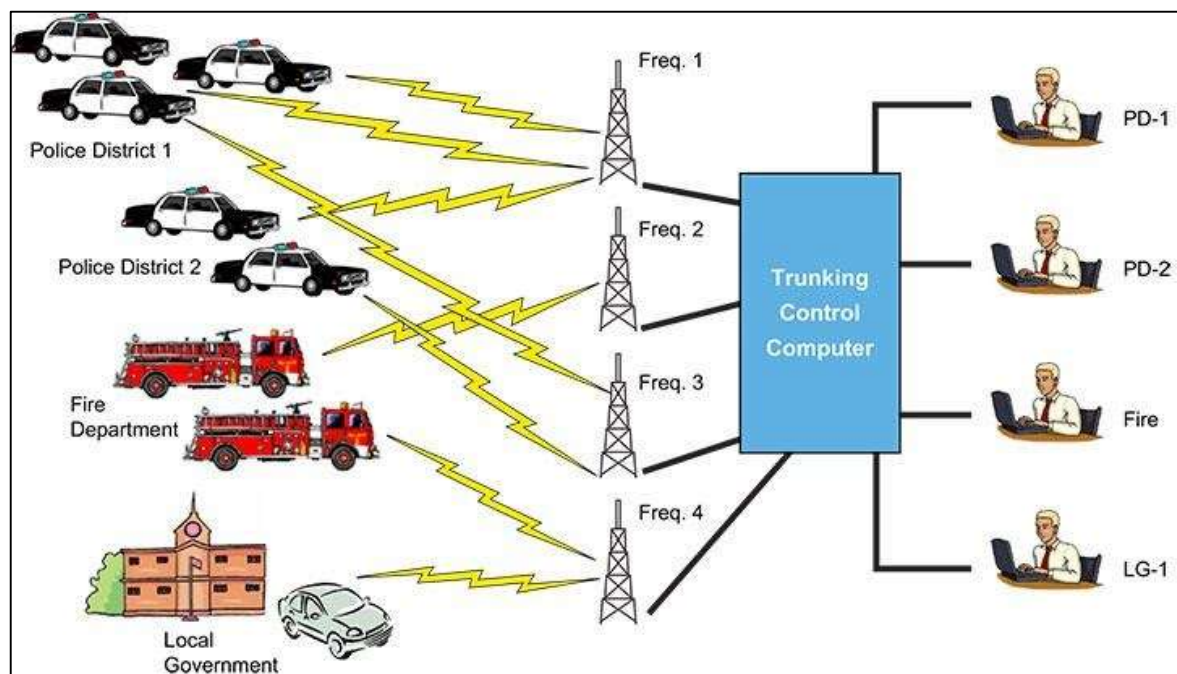 Freq. 1
PD-1
Police District 1
Freq. 2
PD-2
Police District 2
Trunking
Control
Computer
Freq. 3
Fire
Department
Fire
Freq. 4
LG-1
Local
Government